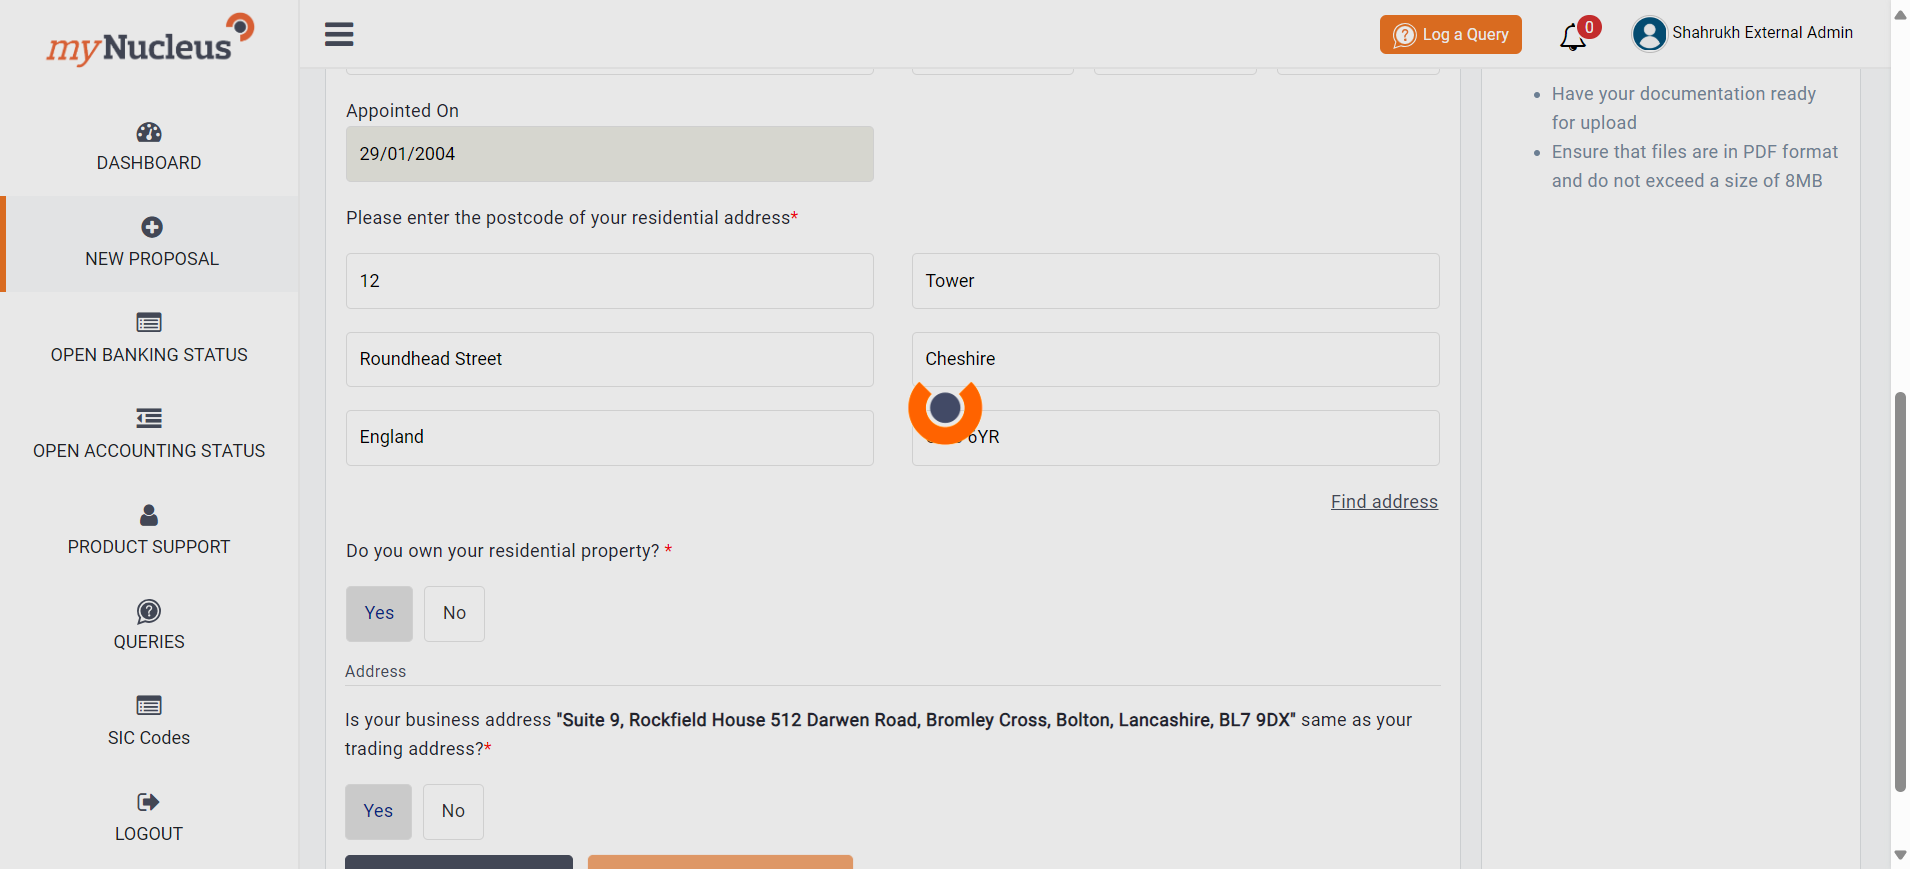 myNucleus
Log a Query
0
Shahrukh External Admin
DASHBOARD
NEW PROPOSAL
OPEN BANKING STATUS
OPEN ACCOUNTING STATUS
PRODUCT SUPPORT
QUERIES
SIC Codes
LOGOUT
Appointed On
29/01/2004
Please enter the postcode of your residential address*
12
Tower
Roundhead Street
Cheshire
England
6YR
Find address
Do you own your residential property? *
Yes
No
Address
Is your business address "Suite 9, Rockfield House 512 Darwen Road, Bromley Cross, Bolton, Lancashire, BL7 9DX" same as your
trading address?*
Yes
No
Have your documentation ready
for upload
Ensure that files are in PDF format
and do not exceed a size of 8MB